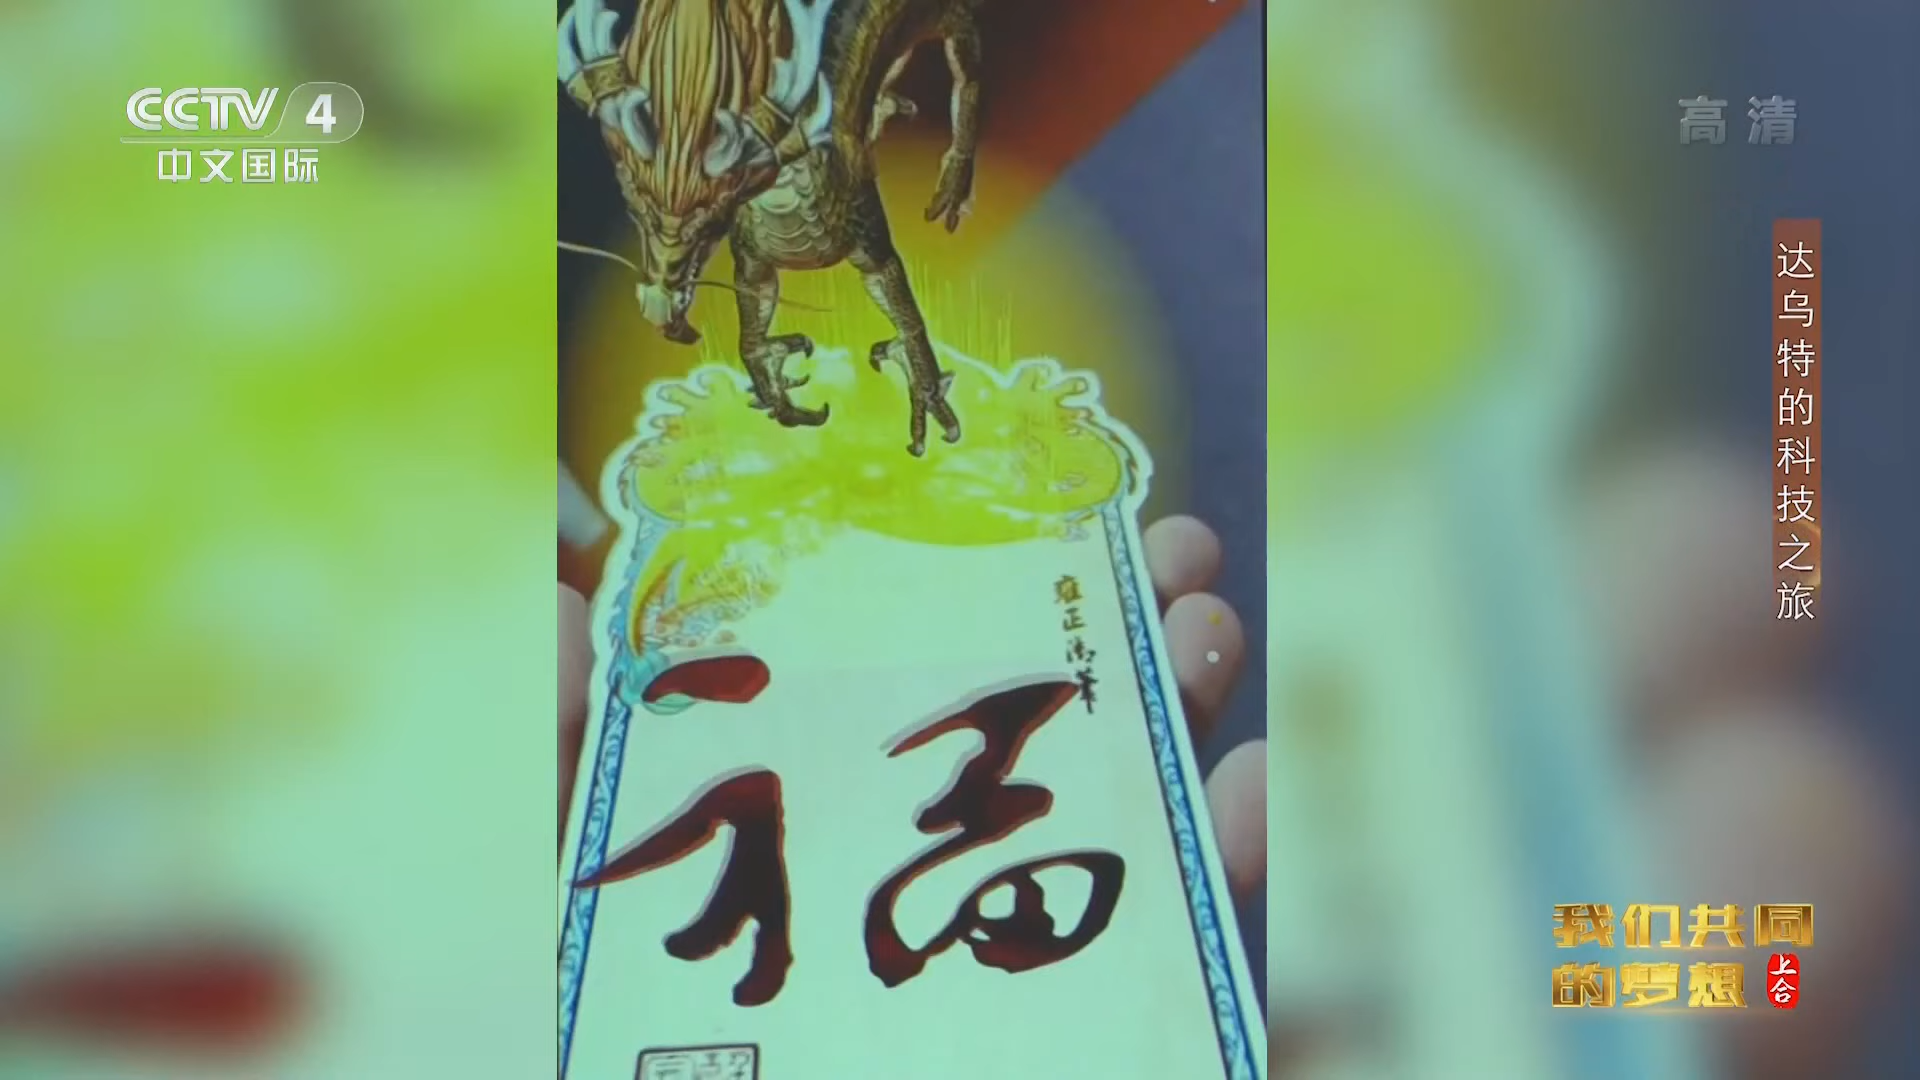 CCTV 4
中文国际
高清
达乌特的科技之旅
雍正御筆
福
我们共同
的梦想
上合